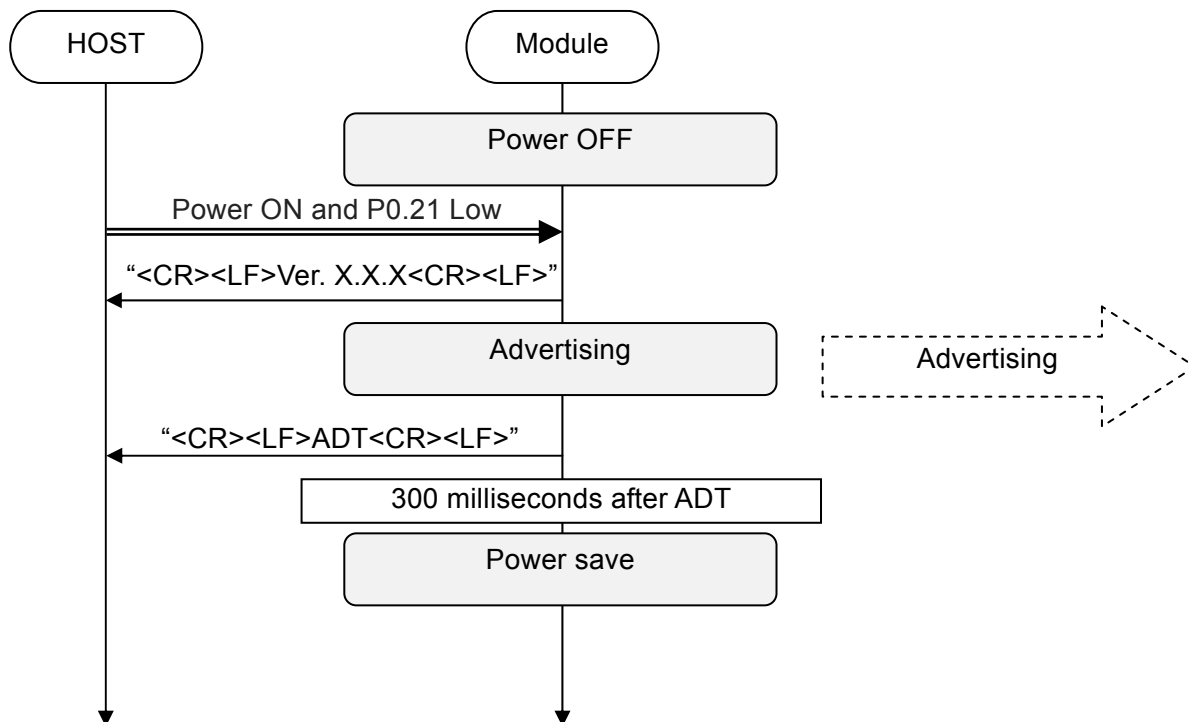 HOST
Module
Power OFF
Power ON and P0.21 Low
“<CR><LF>Ver. X.X.X<CR><LF>”
Advertising
Advertising
“<CR><LF>ADT<CR><LF>”
300 milliseconds after ADT
Power save